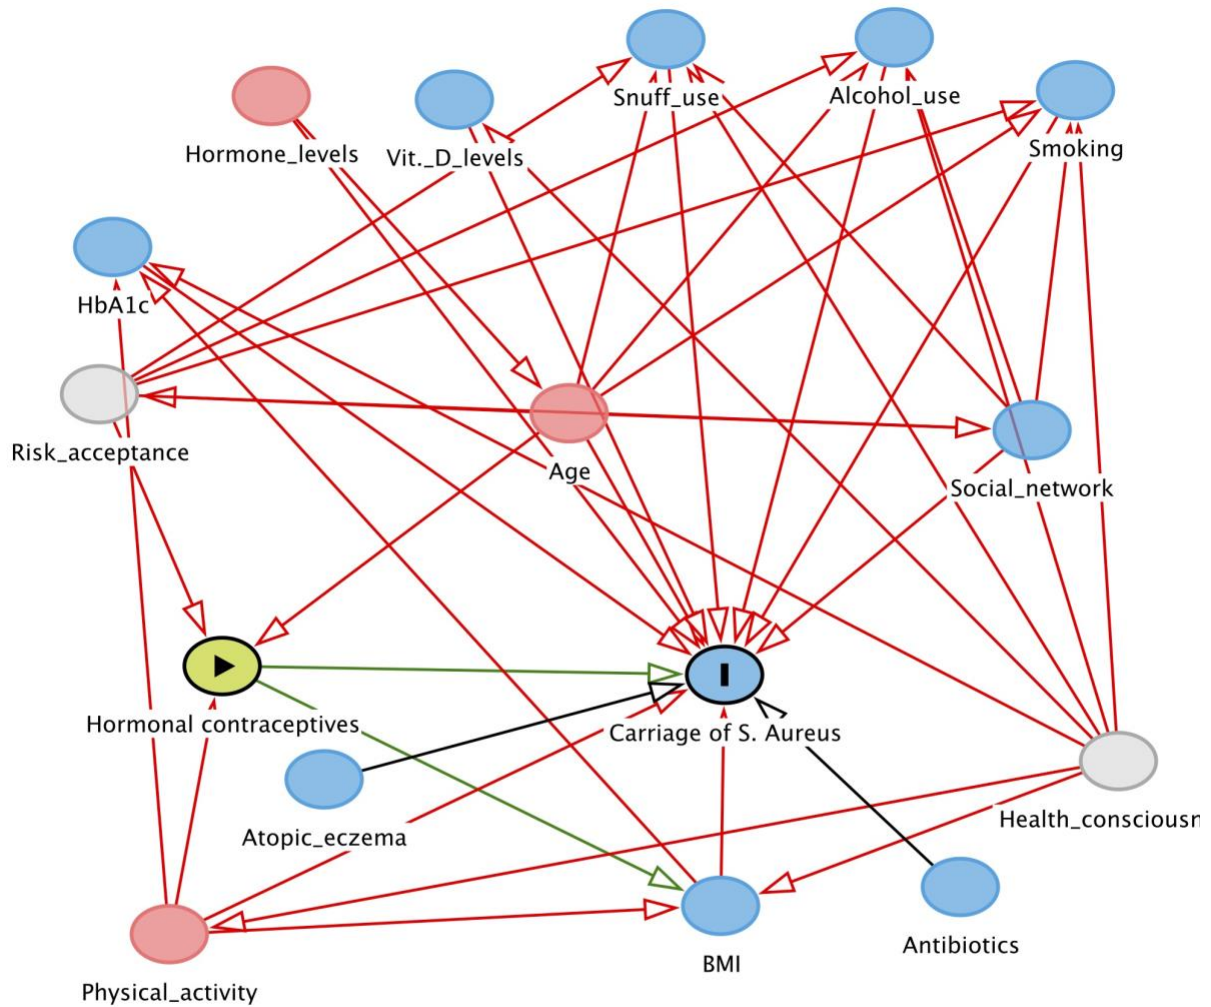 Snuff_use
Alcohol_use
Smoking
Hormone_levels
Vit._D_levels
HbA1c
Risk_acceptance
Age
Social_network
Hormonal contraceptives
Carriage of S. Aureus
Atopic_eczema
Health_consciousn
BMI
Antibiotics
Physical_activity